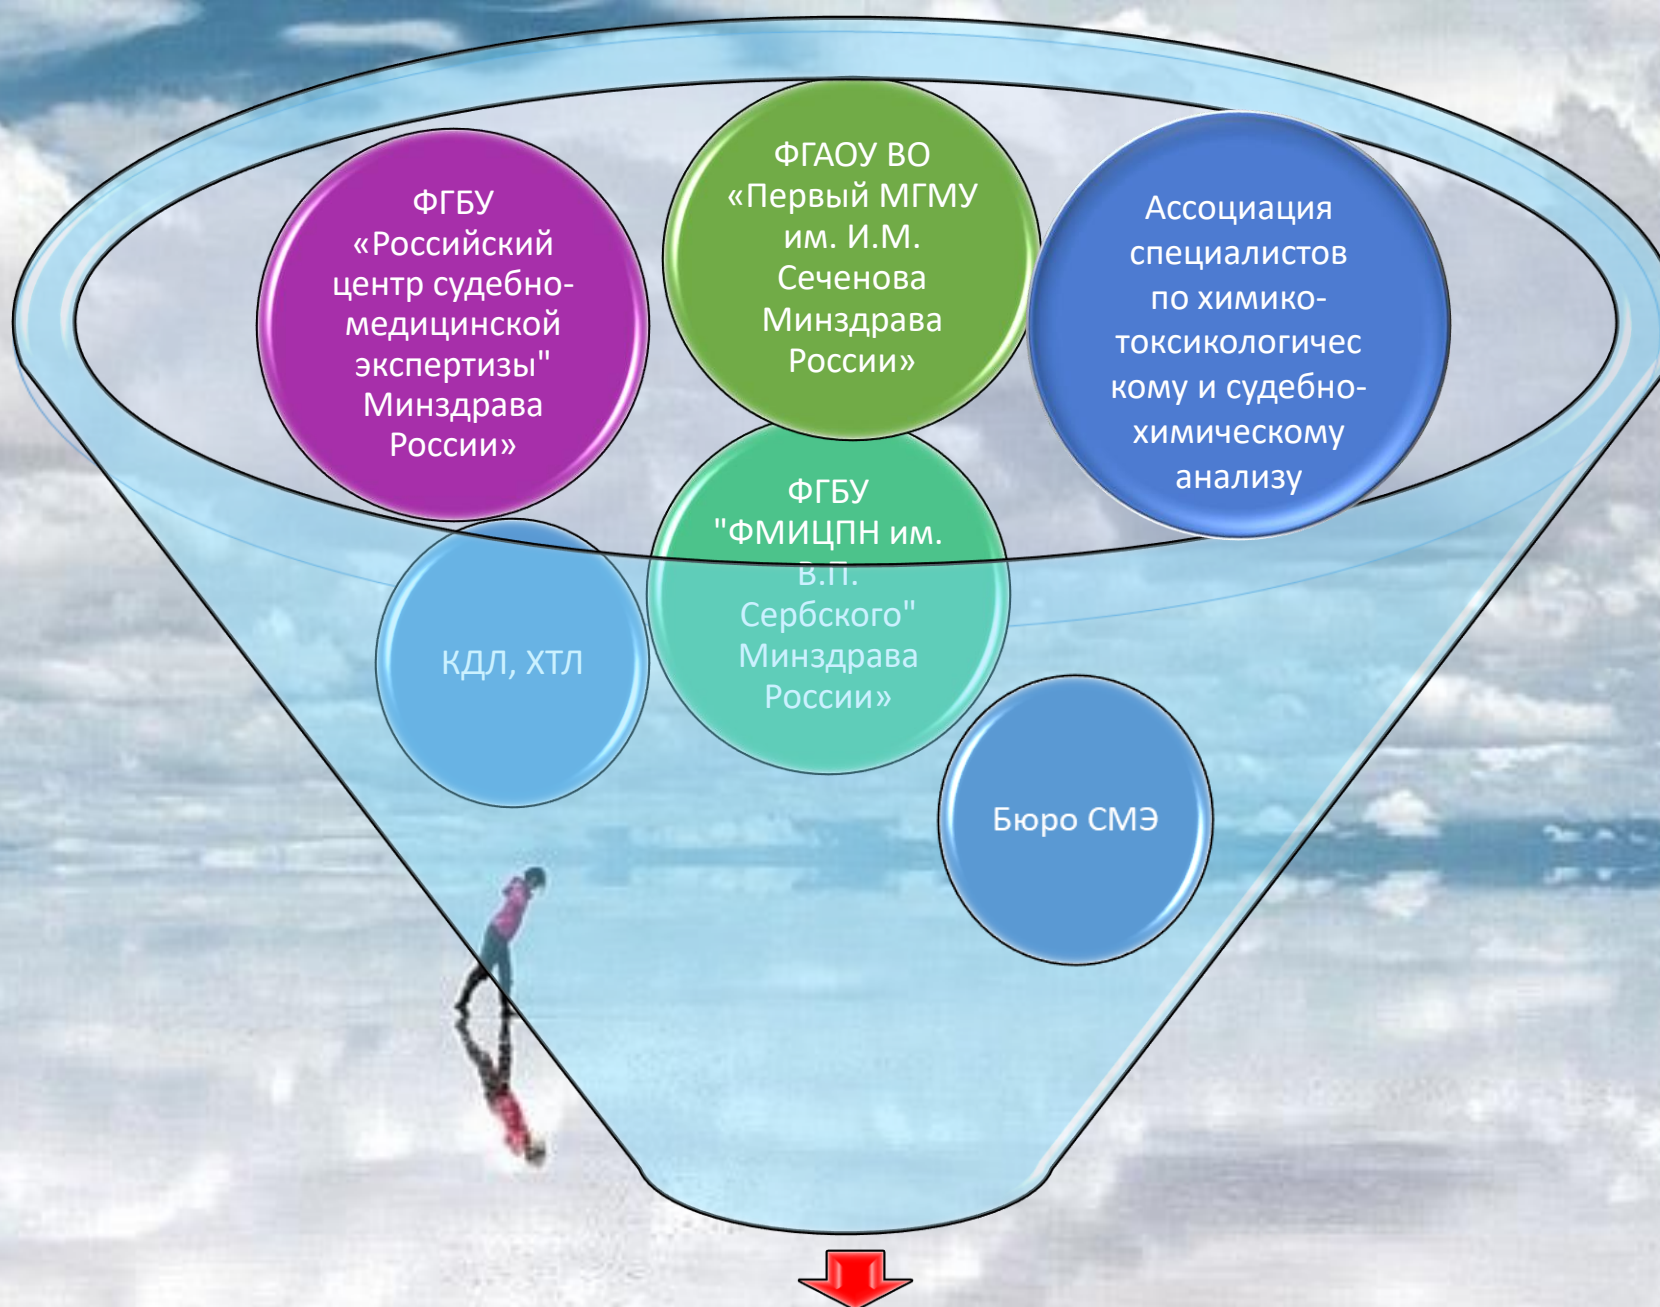 ФГБУ
«Российский
центр судебно-
медицинской
экспертизы"
Минздрава
России»
ФГАОУ ВО
«Первый МГМУ
им. И.М.
Сеченова
Минздрава
России»
Ассоциация
специалистов
по химико-
токсикологичес
кому и судебно-
химическому
анализу
КДЛ, ХТЛ
ФГБУ
"ФМИЦПН им.
В.П.
Сербского"
Минздрава
России»
Бюро СМЭ